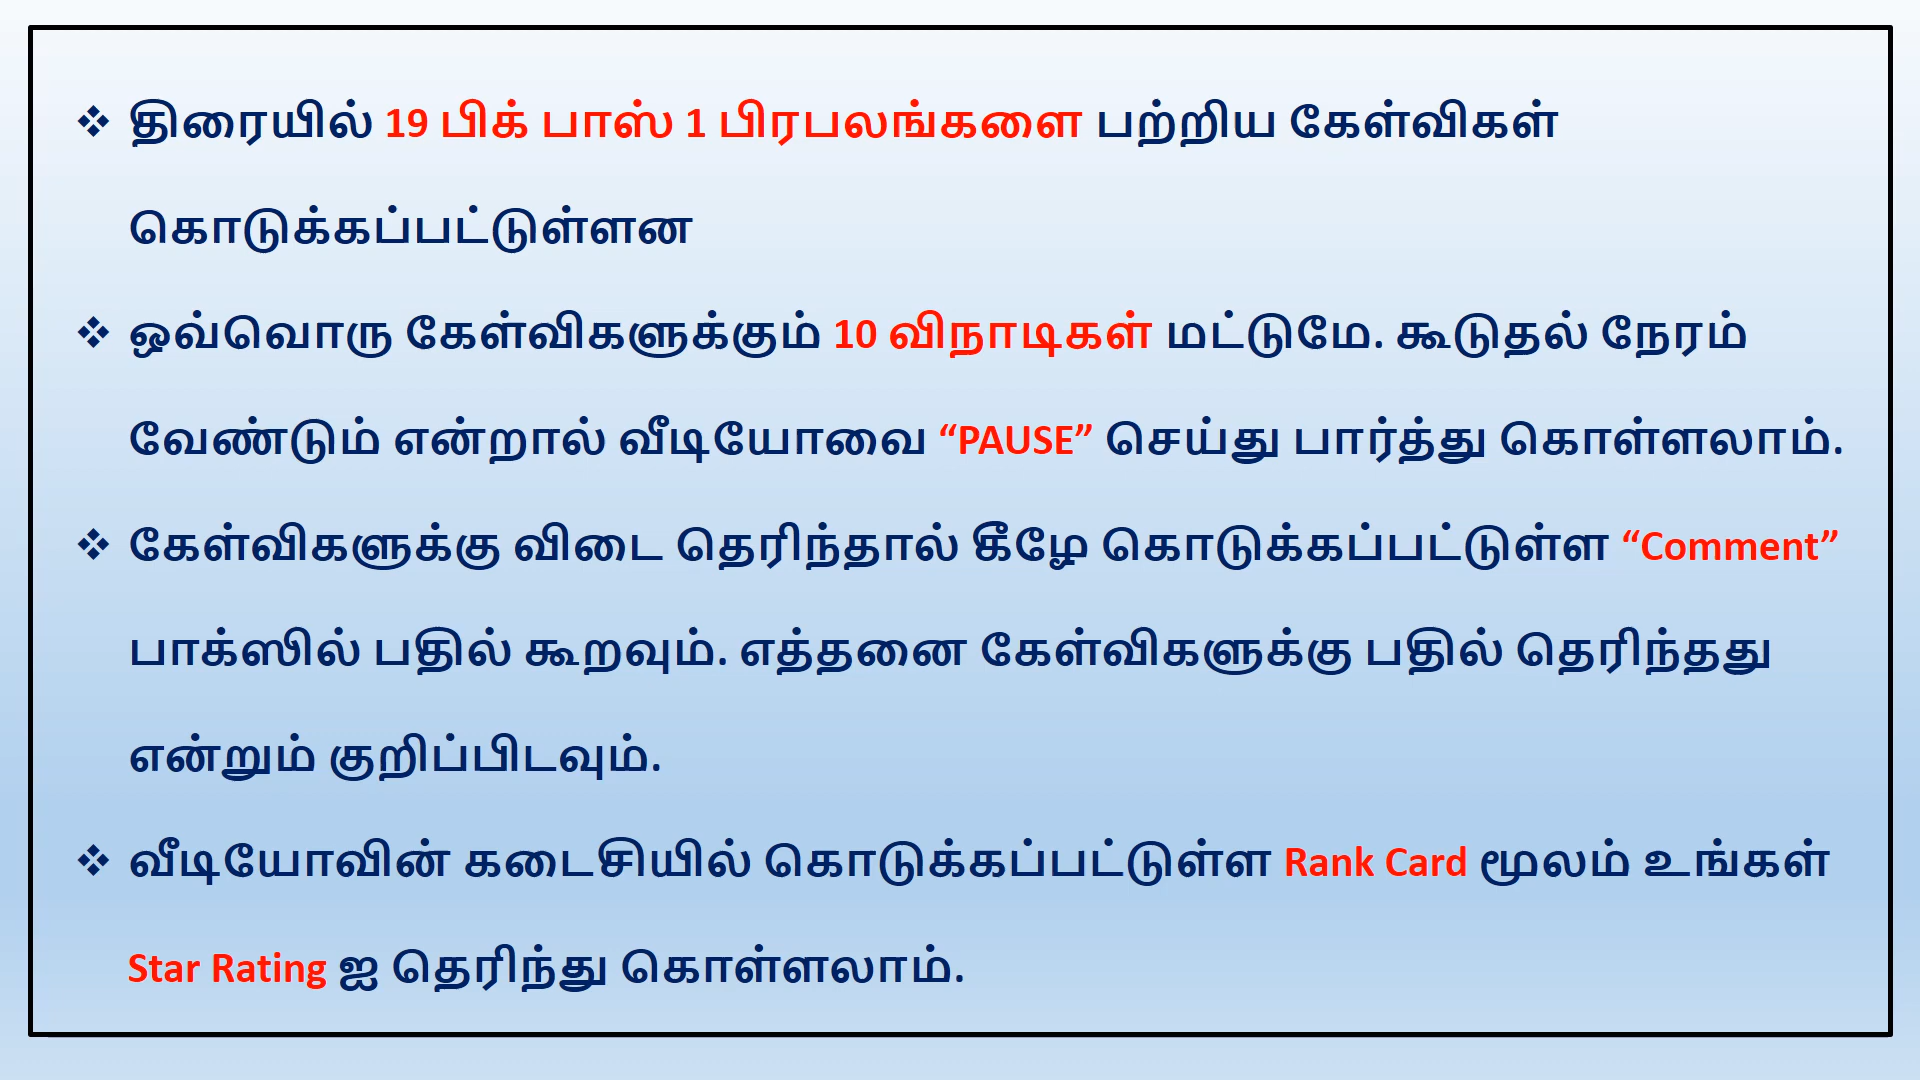 ❖ திரையில் 19 பிக் பாஸ் 1 பிரபலங்களை பற்றிய கேள்விகள்
கொடுக்கப்பட்டுள்ளன
❖ ஒவ்வொரு கேள்விகளுக்கும் 10 விநாடிகள் மட்டுமே. கூடுதல் நேரம்
வேண்டும் என்றால் வீடியோவை “PAUSE” செய்து பார்த்து கொள்ளலாம்.
❖ கேள்விகளுக்கு விடை தெரிந்தால் கீழே கொடுக்கப்பட்டுள்ள “Comment”
பாக்ஸில் பதில் கூறவும். எத்தனை கேள்விகளுக்கு பதில் தெரிந்தது
என்றும் குறிப்பிடவும்.
❖ வீடியோவின் கடைசியில் கொடுக்கப்பட்டுள்ள Rank Card மூலம் உங்கள்
Star Rating ஐ தெரிந்து கொள்ளலாம்.